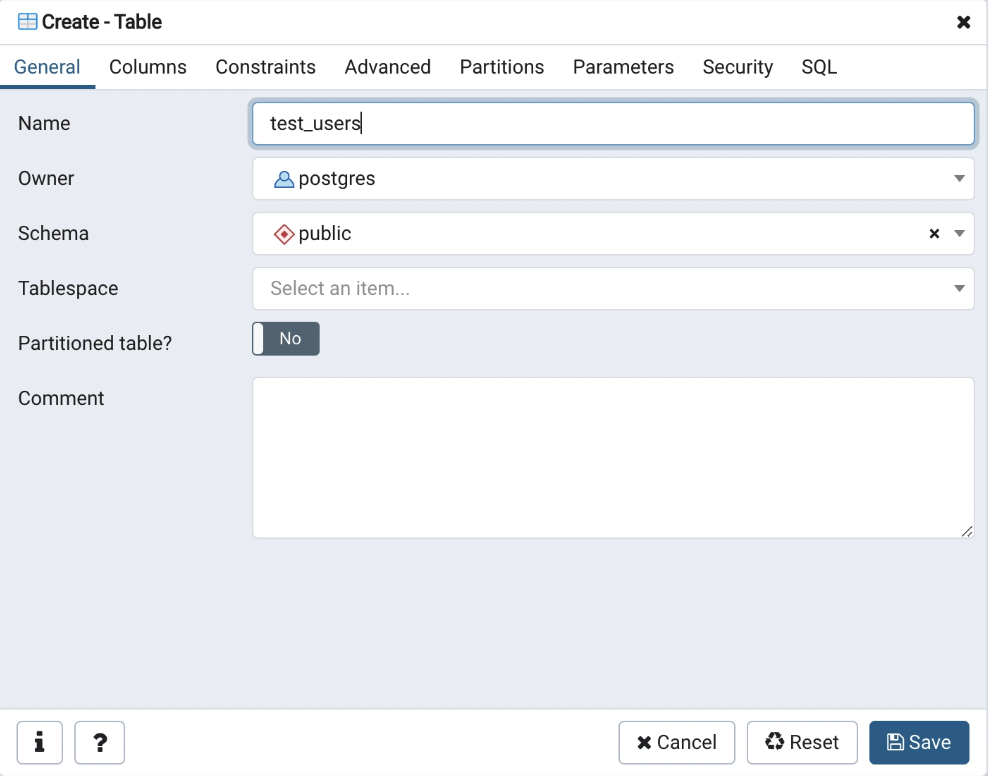 Create - Table
General Columns Constraints Advanced Partitions Parameters Security SQL
Name test_users
Owner postgres
Schema public
Tablespace Select an item...
Partitioned table? No
Comment
i ? Cancel Reset Save